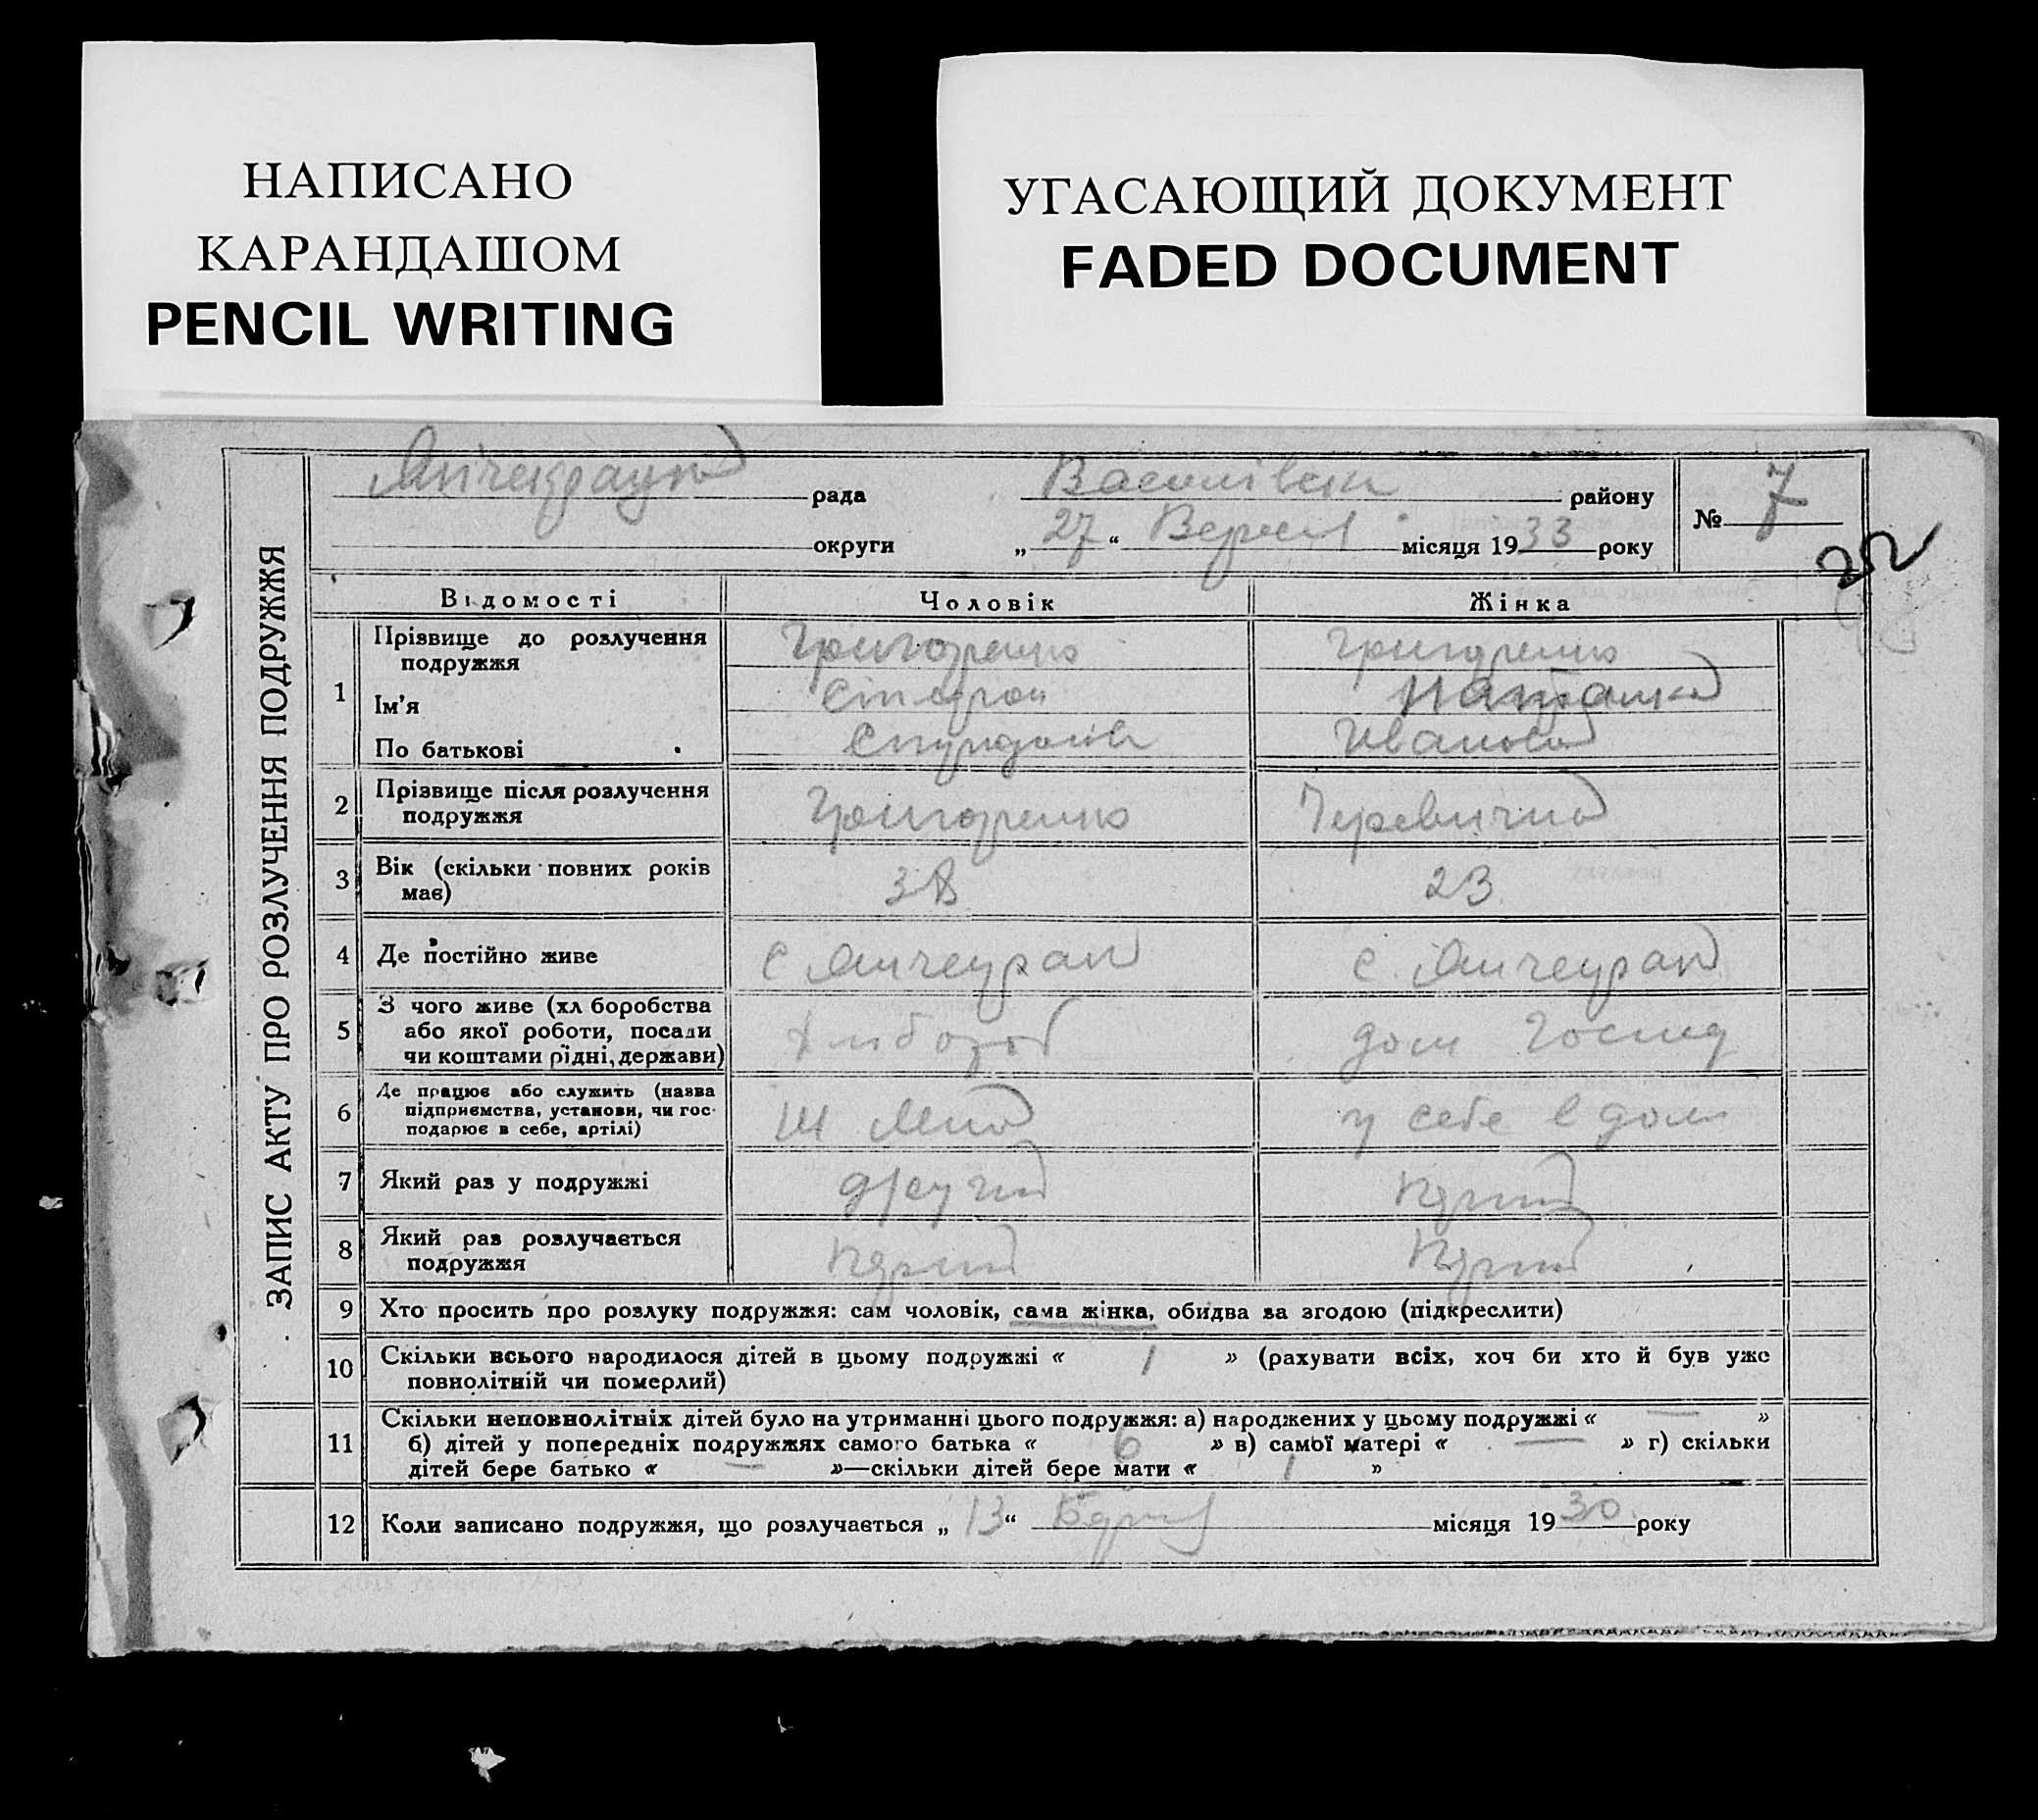 НАПИСАНО
КАРАНДАШОМ
PENCIL WRITING
УГАСАЮЩИЙ ДОКУМЕНТ
FADED DOCUMENT
ЗАПИС АКТУ ПРО РОЗЛУЧЕННЯ ПОДРУЖЖЯ
рада Василівськ району
№ 7
округи „27“ Вересня місяця 1933 року
22
Відомості Чоловік Жінка
1 Прізвище до розлучення Григоренко Григоренко
подружжя
Ім'я
По батькові Іванова
2 Прізвище після розлучення Григоренко Черевична
подружжя
3 Вік (скільки повних років 38 23
має)
4 Де постійно живе с Янчекрак с. Янчекрак
5 З чого живе (хл боробства
або якої роботи, посади Хлібороб дом Господ
чи коштами рідні, держави)
6 Де працює або служить (назва
підприємства, установи, чи гос- у себе в дом
подарює в себе, артілі)
7 Який раз у подружжі другий
8 Який раз розлучається
подружжя
9 Хто просить про розлуку подружжя: сам чоловік, сама жінка, обидва за згодою (підкреслити)
10 Скільки всього народилося дітей в цьому подружжі « 1 » (рахувати всіх, хоч би хто й був уже
повнолітній чи померлий)
11 Скільки неповнолітніх дітей було на утриманні цього подружжя: а) народжених у цьому подружжі « — »
б) дітей у попередніх подружжях самого батька « 6 » в) самої матері « — » г) скільки
дітей бере батько « — »—скільки дітей бере мати « 1 »
12 Коли записано подружжя, що розлучається „13“ місяця 1930 року